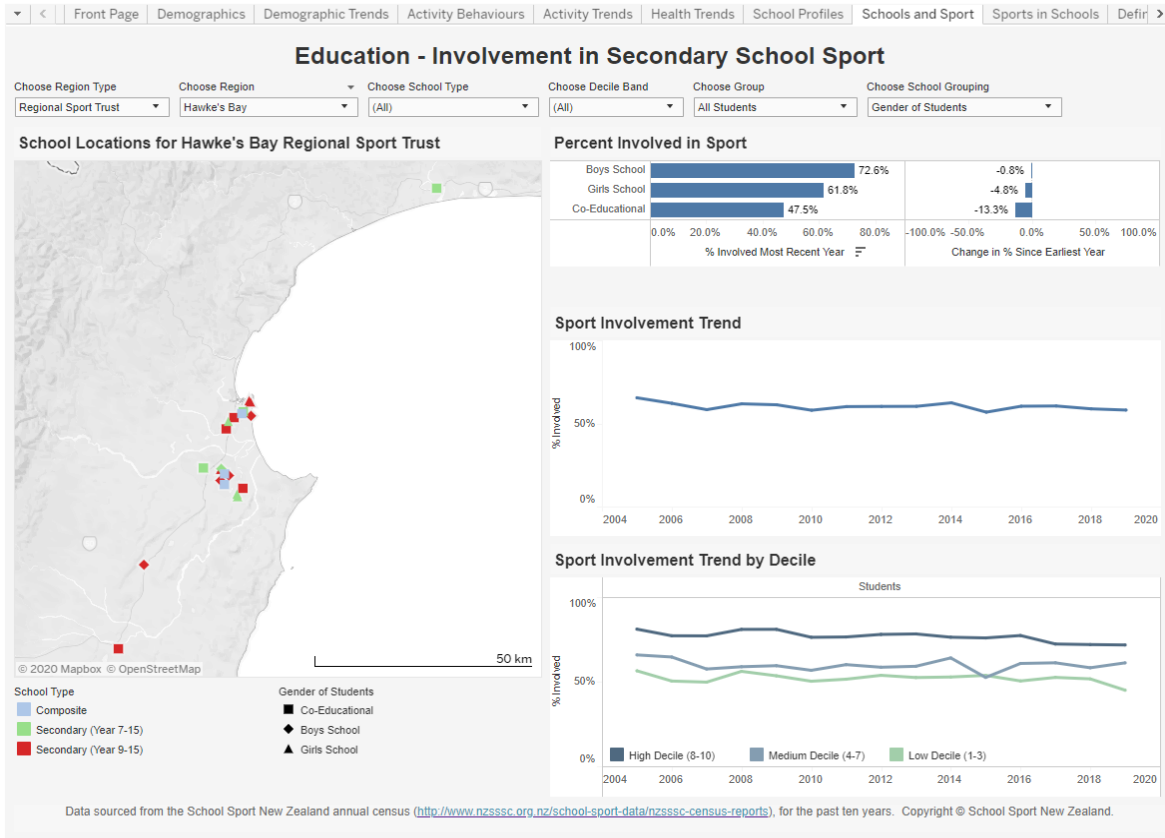 Front Page Demographics Demographic Trends Activity Behaviours Activity Trends Health Trends School Profiles Schools and Sport Sports in Schools Defir
Education - Involvement in Secondary School Sport
Choose Region Type Choose Region Choose School Type Choose Decile Band Choose Group Choose School Grouping
Regional Sport Trust Hawke's Bay (All) (All) All Students Gender of Students
School Locations for Hawke's Bay Regional Sport Trust
50 km
© 2020 Mapbox © OpenStreetMap
School Type
Composite
Secondary (Year 7-15)
Secondary (Year 9-15)
Gender of Students
Co-Educational
Boys School
Girls School
Percent Involved in Sport
Boys School 72.6% -0.8%
Girls School 61.8% -4.8%
Co-Educational 47.5% -13.3%
0.0% 20.0% 40.0% 60.0% 80.0% -100.0% -50.0% 0.0% 50.0% 100.0%
% Involved Most Recent Year Change in % Since Earliest Year
Sport Involvement Trend
% Involved
100%
50%
0%
2004 2006 2008 2010 2012 2014 2016 2018 2020
Sport Involvement Trend by Decile
Students
% Involved
100%
50%
0%
High Decile (8-10) Medium Decile (4-7) Low Decile (1-3)
2004 2006 2008 2010 2012 2014 2016 2018 2020
Data sourced from the School Sport New Zealand annual census (http://www.nzsssc.org.nz/school-sport-data/nzsssc-census-reports), for the past ten years. Copyright © School Sport New Zealand.